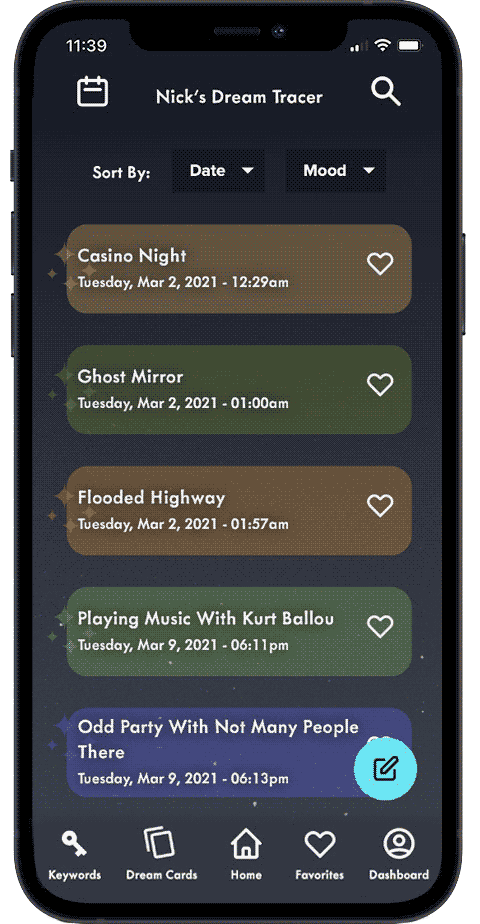 11:39
Nick's Dream Tracer
Sort By: Date Mood
Casino Night
Tuesday, Mar 2, 2021 - 12:29am
Ghost Mirror
Tuesday, Mar 2, 2021 - 01:00am
Flooded Highway
Tuesday, Mar 2, 2021 - 01:57am
Playing Music With Kurt Ballou
Tuesday, Mar 9, 2021 - 06:11pm
Odd Party With Not Many People
There
Tuesday, Mar 9, 2021 - 06:13pm
Keywords Dream Cards Home Favorites Dashboard